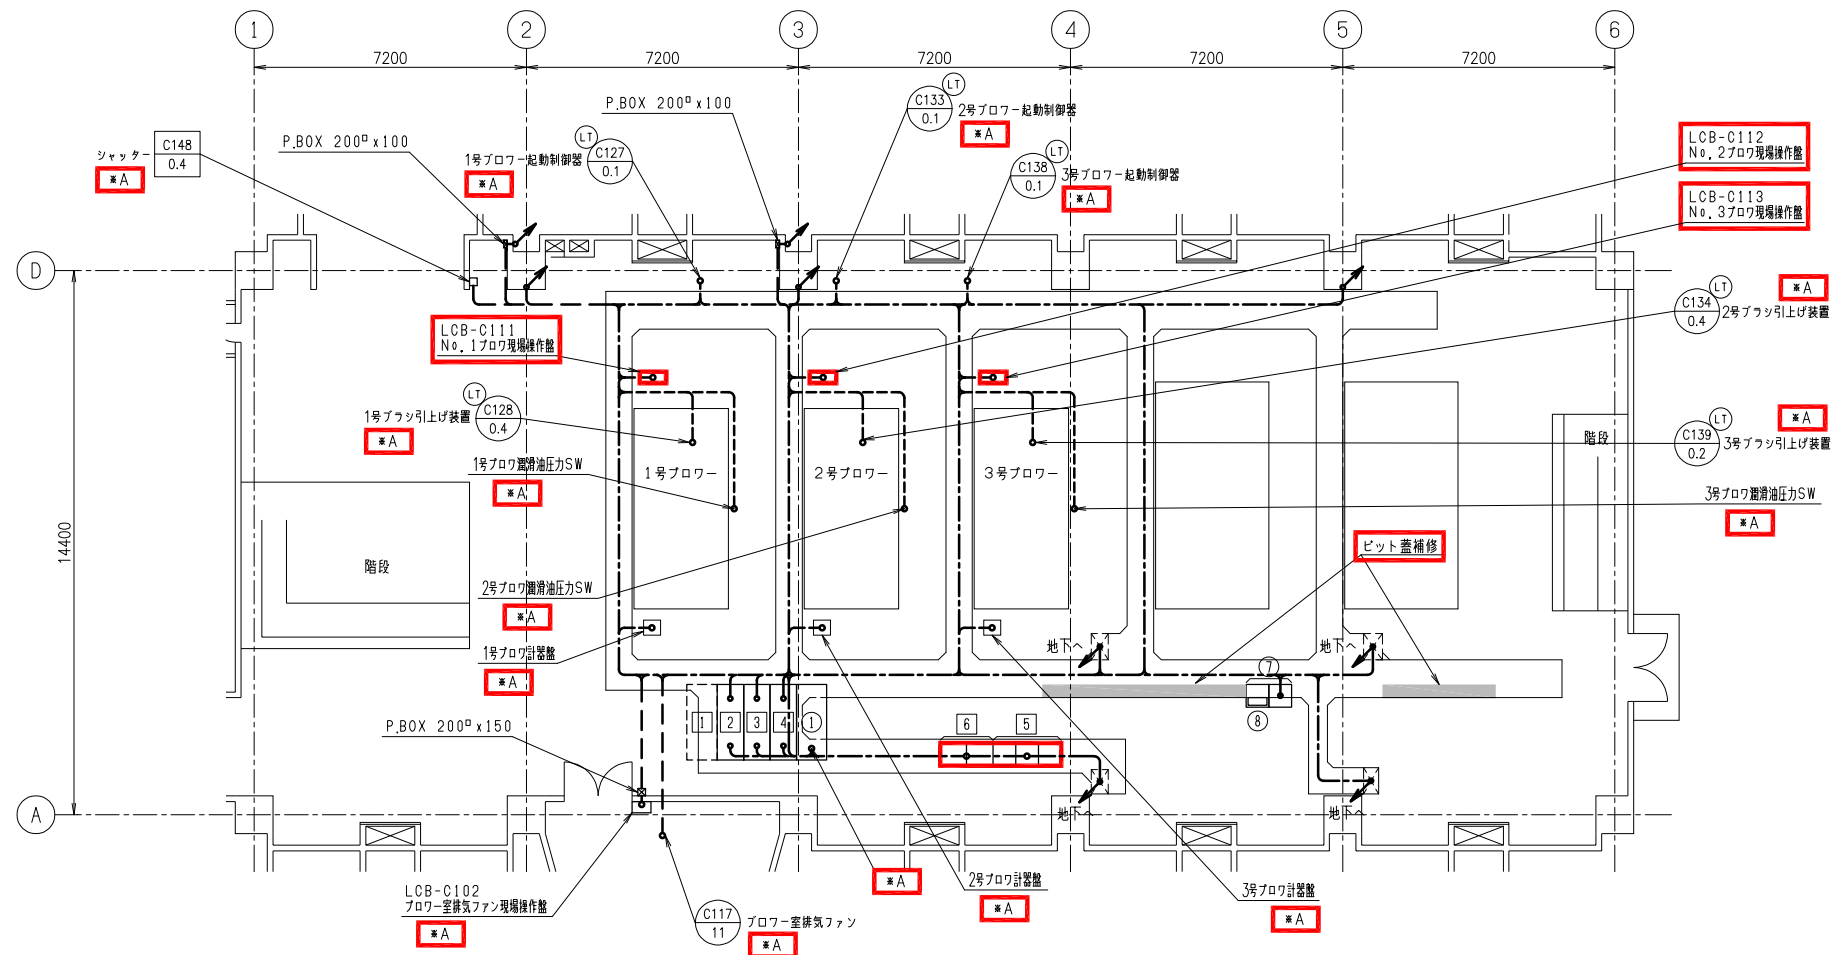 1
2
3
4
5
6
7200
7200
7200
7200
7200
P.BOX 200□x100
C133
0.1
LT
2号ブロワー起動制御器
※A
LCB-C112
No.2ブロワ現場操作盤
P.BOX 200□x100
C148
0.4
シャッター
※A
LT
C127
0.1
1号ブロワー起動制御器
※A
LT
C138
0.1
3号ブロワー起動制御器
※A
LCB-C113
No.3ブロワ現場操作盤
D
※A
LT
C134
0.4
2号ブラシ引上げ装置
LCB-C111
No.1ブロワ現場操作盤
LT
C128
0.4
1号ブラシ引上げ装置
※A
※A
LT
C139
0.2
3号ブラシ引上げ装置
階段
1号ブロワー
2号ブロワー
3号ブロワー
1号ブロワ潤滑油圧力SW
※A
3号ブロワ潤滑油圧力SW
※A
14400
ピット蓋補修
階段
2号ブロワ潤滑油圧力SW
※A
1号ブロワ計器盤
※A
地下へ
地下へ
7
8
1
2
3
4
1
6
5
P.BOX 200□x150
A
地下へ
地下へ
LCB-C102
ブロワー室排気ファン現場操作盤
※A
C117
11
ブロワー室排気ファン
※A
※A
2号ブロワ計器盤
※A
3号ブロワ計器盤
※A